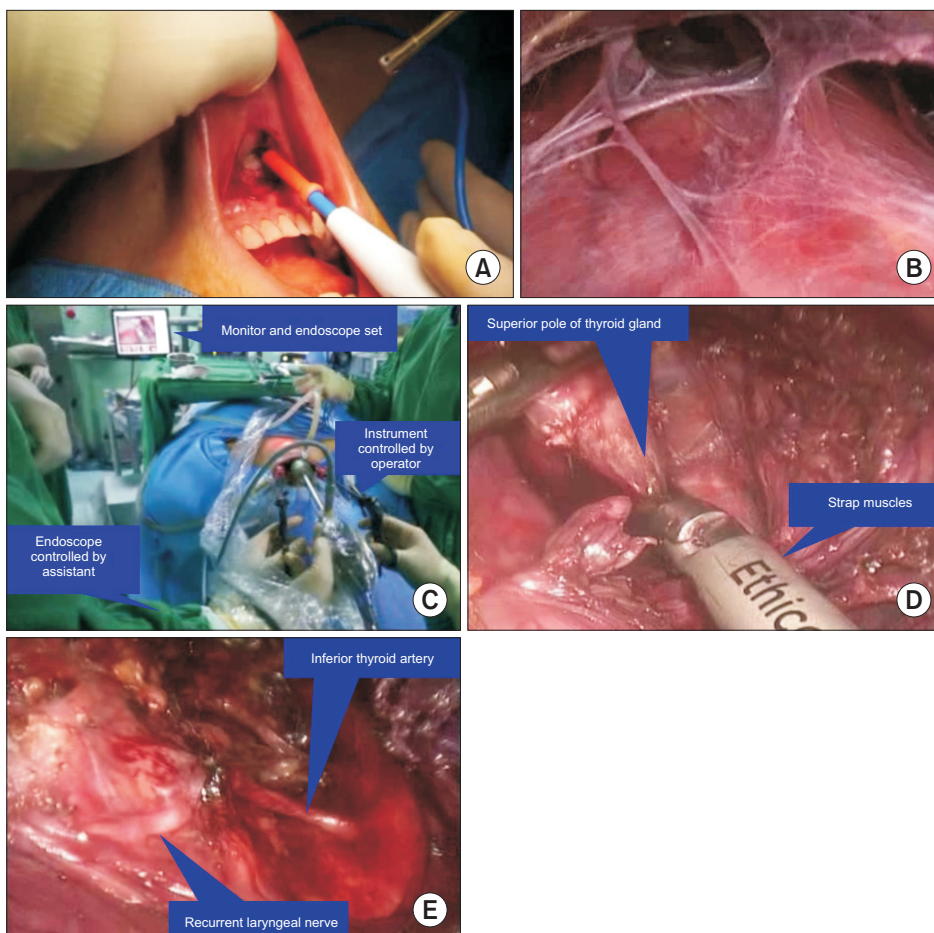 A
B
Monitor and endoscope set
Instrument
controlled by
operator
Endoscope
controlled by
assistant
C
Superior pole of thyroid gland
Strap muscles
Ethico
D
Inferior thyroid artery
Recurrent laryngeal nerve
E